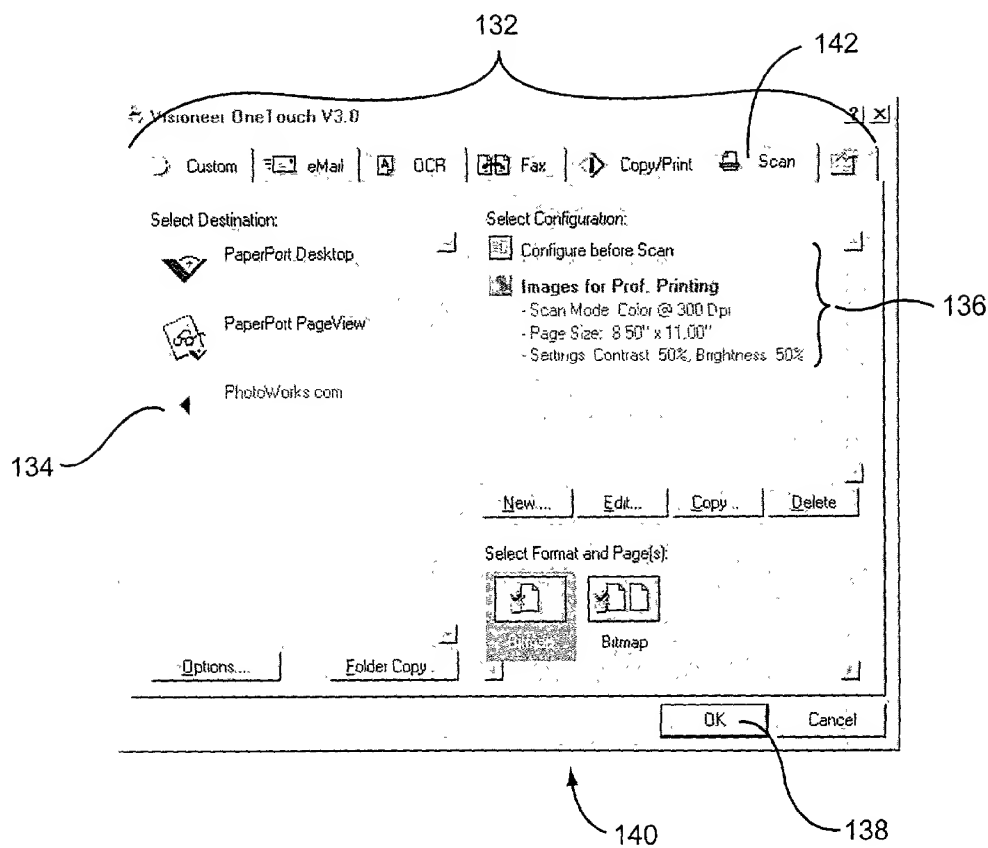 132
142
Visioneer OneTouch V3.0
Custom eMail OCR Fax Copy/Print Scan
Select Destination:
PaperPort Desktop
PaperPort PageView
PhotoWorks com
134
Select Configuration:
Configure before Scan
Images for Prof. Printing
- Scan Mode Color @ 300 Dpi
- Page Size: 8 50" x 11.00"
- Settings Contrast 50%, Brightness 50%
136
New... Edit... Copy .. Delete
Select Format and Page(s):
Bitmap
Options.... Folder Copy .
OK Cancel
140
138